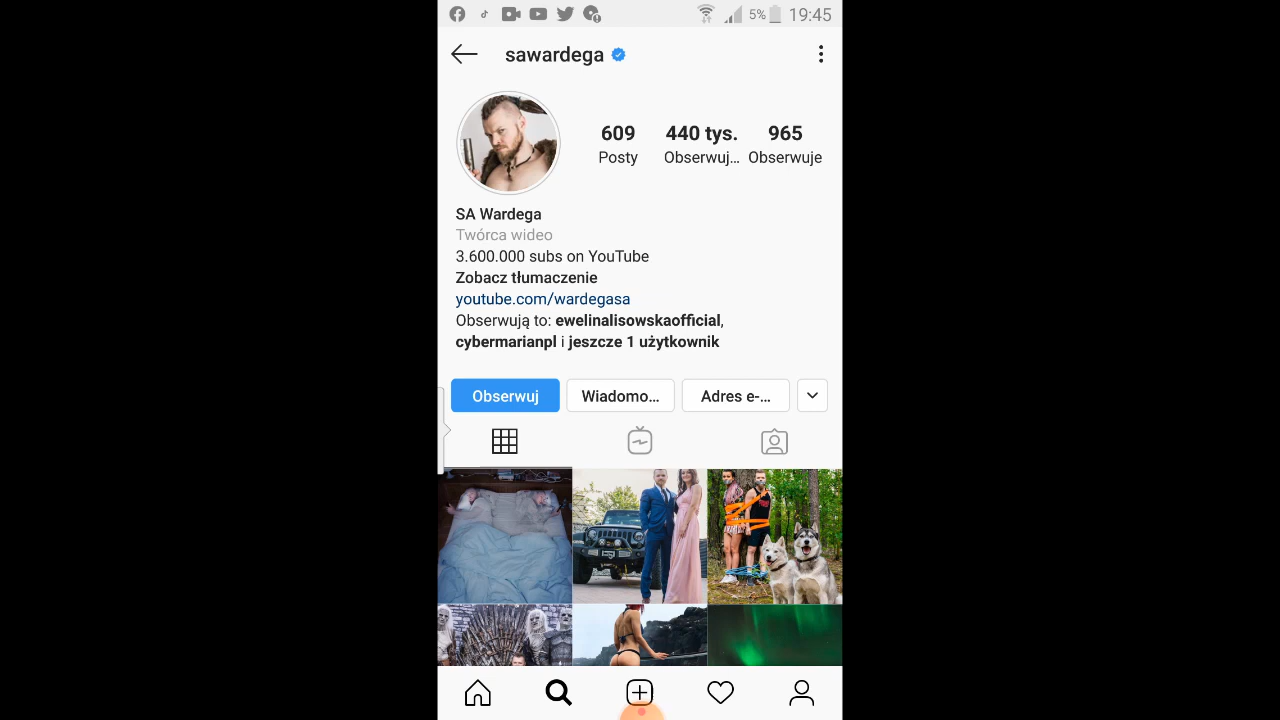 5% 19:45
sawardega
609 440 tys. 965
Posty Obserwuj... Obserwuje
SA Wardega
Twórca wideo
3.600.000 subs on YouTube
Zobacz tłumaczenie
youtube.com/wardegasa
Obserwują to: ewelinalisowskaofficial,
cybermarianpl i jeszcze 1 użytkownik
Obserwuj Wiadomo... Adres e-...